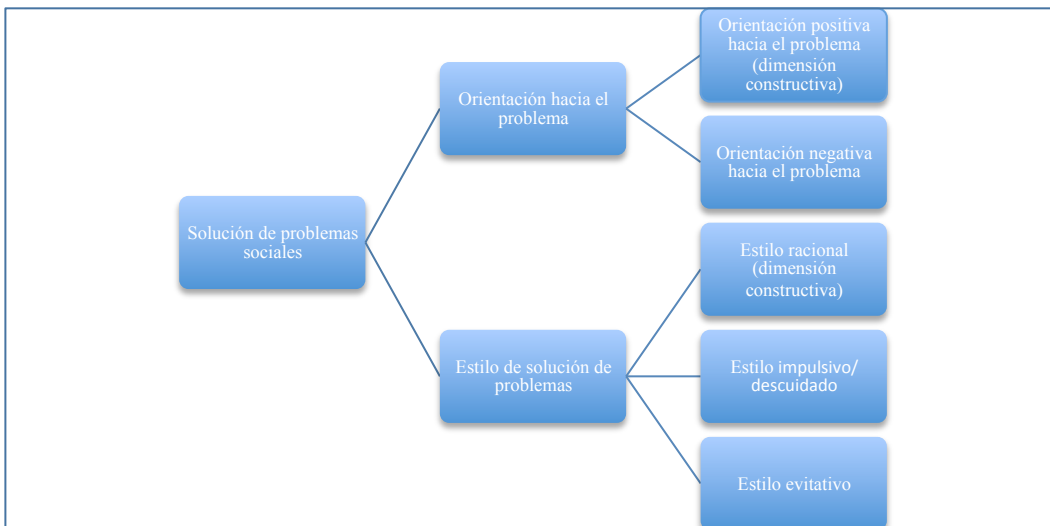 Solución de problemas
sociales
Orientación hacia el
problema
Orientación positiva
hacia el problema
(dimensión
constructiva)
Orientación negativa
hacia el problema
Estilo de solución de
problemas
Estilo racional
(dimensión
constructiva)
Estilo impulsivo/
descuidado
Estilo evitativo